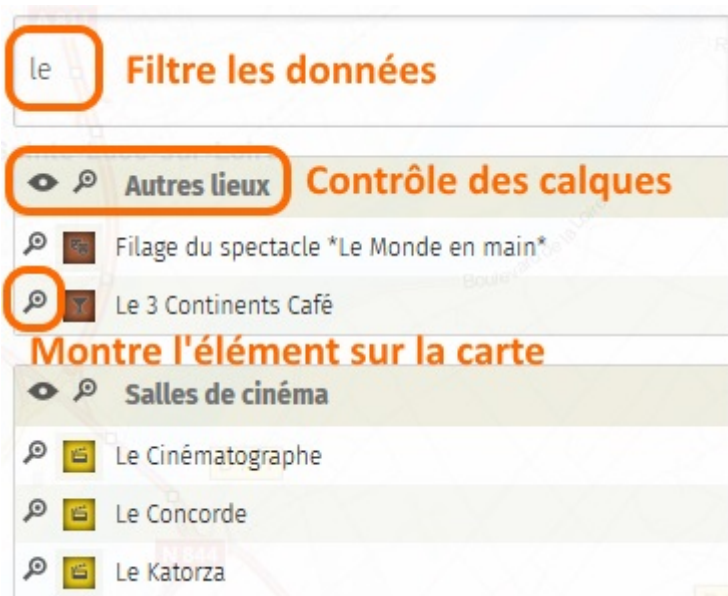 le Filtre les données
Autres lieux Contrôle des calques
Filage du spectacle *Le Monde en main*
Le 3 Continents Café
Montre l'élément sur la carte
Salles de cinéma
Le Cinématographe
Le Concorde
N 844
Le Katorza